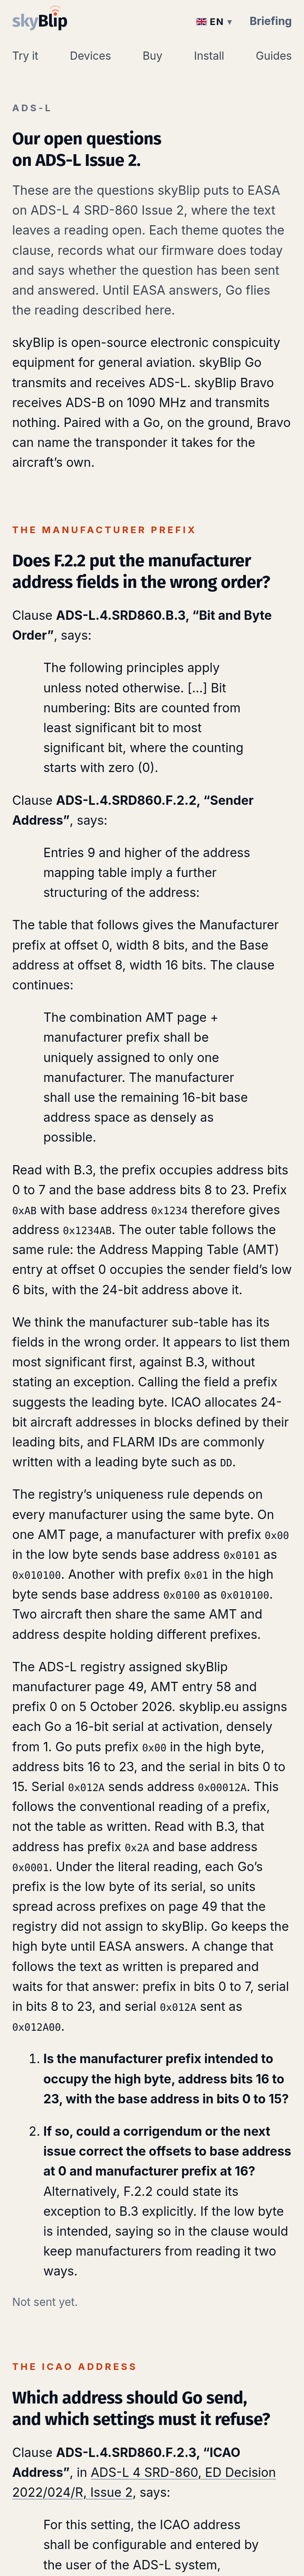 skyBlip
EN ▾
Briefing
Try it
Devices
Buy
Install
Guides
ADS-L
Our open questions
on ADS-L Issue 2.
These are the questions skyBlip puts to EASA
on ADS-L 4 SRD-860 Issue 2, where the text
leaves a reading open. Each theme quotes the
clause, records what our firmware does today
and says whether the question has been sent
and answered. Until EASA answers, Go flies
the reading described here.
skyBlip is open-source electronic conspicuity
equipment for general aviation. skyBlip Go
transmits and receives ADS-L. skyBlip Bravo
receives ADS-B on 1090 MHz and transmits
nothing. Paired with a Go, on the ground, Bravo
can name the transponder it takes for the
aircraft’s own.
THE MANUFACTURER PREFIX
Does F.2.2 put the manufacturer
address fields in the wrong order?
Clause ADS-L.4.SRD860.B.3, “Bit and Byte
Order”, says:
The following principles apply
unless noted otherwise. [...] Bit
numbering: Bits are counted from
least significant bit to most
significant bit, where the counting
starts with zero (0).
Clause ADS-L.4.SRD860.F.2.2, “Sender
Address”, says:
Entries 9 and higher of the address
mapping table imply a further
structuring of the address:
The table that follows gives the Manufacturer
prefix at offset 0, width 8 bits, and the Base
address at offset 8, width 16 bits. The clause
continues:
The combination AMT page +
manufacturer prefix shall be
uniquely assigned to only one
manufacturer. The manufacturer
shall use the remaining 16-bit base
address space as densely as
possible.
Read with B.3, the prefix occupies address bits
0 to 7 and the base address bits 8 to 23. Prefix
0xAB with base address 0x1234 therefore gives
address 0x1234AB. The outer table follows the
same rule: the Address Mapping Table (AMT)
entry at offset 0 occupies the sender field’s low
6 bits, with the 24-bit address above it.
We think the manufacturer sub-table has its
fields in the wrong order. It appears to list them
most significant first, against B.3, without
stating an exception. Calling the field a prefix
suggests the leading byte. ICAO allocates 24-
bit aircraft addresses in blocks defined by their
leading bits, and FLARM IDs are commonly
written with a leading byte such as DD.
The registry’s uniqueness rule depends on
every manufacturer using the same byte. On
one AMT page, a manufacturer with prefix 0x00
in the low byte sends base address 0x0101 as
0x010100. Another with prefix 0x01 in the high
byte sends base address 0x0100 as 0x010100.
Two aircraft then share the same AMT and
address despite holding different prefixes.
The ADS-L registry assigned skyBlip
manufacturer page 49, AMT entry 58 and
prefix 0 on 5 October 2026. skyblip.eu assigns
each Go a 16-bit serial at activation, densely
from 1. Go puts prefix 0x00 in the high byte,
address bits 16 to 23, and the serial in bits 0 to
15. Serial 0x012A sends address 0x00012A. This
follows the conventional reading of a prefix,
not the table as written. Read with B.3, that
address has prefix 0x2A and base address
0x0001. Under the literal reading, each Go’s
prefix is the low byte of its serial, so units
spread across prefixes on page 49 that the
registry did not assign to skyBlip. Go keeps the
high byte until EASA answers. A change that
follows the text as written is prepared and
waits for that answer: prefix in bits 0 to 7, serial
in bits 8 to 23, and serial 0x012A sent as
0x012A00.
1. Is the manufacturer prefix intended to
occupy the high byte, address bits 16 to
23, with the base address in bits 0 to 15?
2. If so, could a corrigendum or the next
issue correct the offsets to base address
at 0 and manufacturer prefix at 16?
Alternatively, F.2.2 could state its
exception to B.3 explicitly. If the low byte
is intended, saying so in the clause would
keep manufacturers from reading it two
ways.
Not sent yet.
THE ICAO ADDRESS
Which address should Go send,
and which settings must it refuse?
Clause ADS-L.4.SRD860.F.2.3, “ICAO
Address”, in ADS-L 4 SRD-860, ED Decision
2022/024/R, Issue 2, says:
For this setting, the ICAO address
shall be configurable and entered by
the user of the ADS-L system,